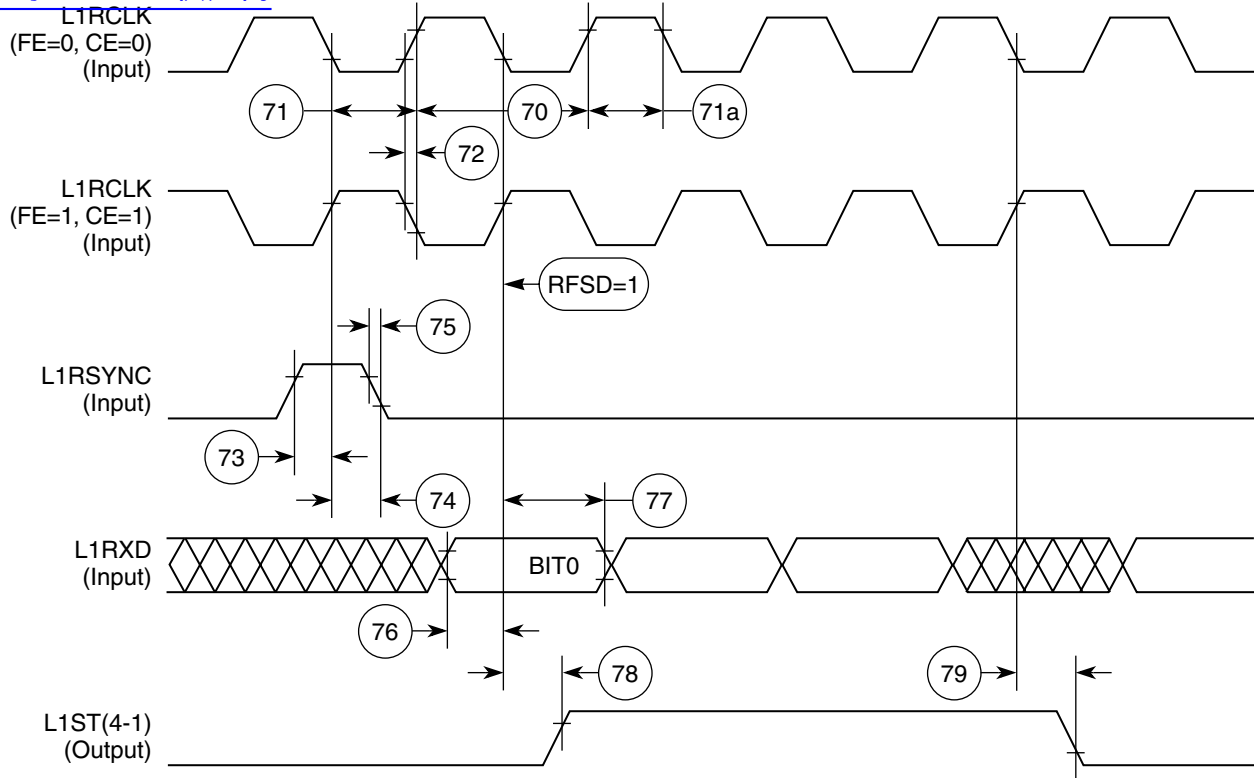 L1RCLK
(FE=0, CE=0)
(Input)
71
70
71a
72
L1RCLK
(FE=1, CE=1)
(Input)
RFSD=1
75
L1RSYNC
(Input)
73
74
77
L1RXD
(Input)
BIT0
76
78
79
L1ST(4-1)
(Output)